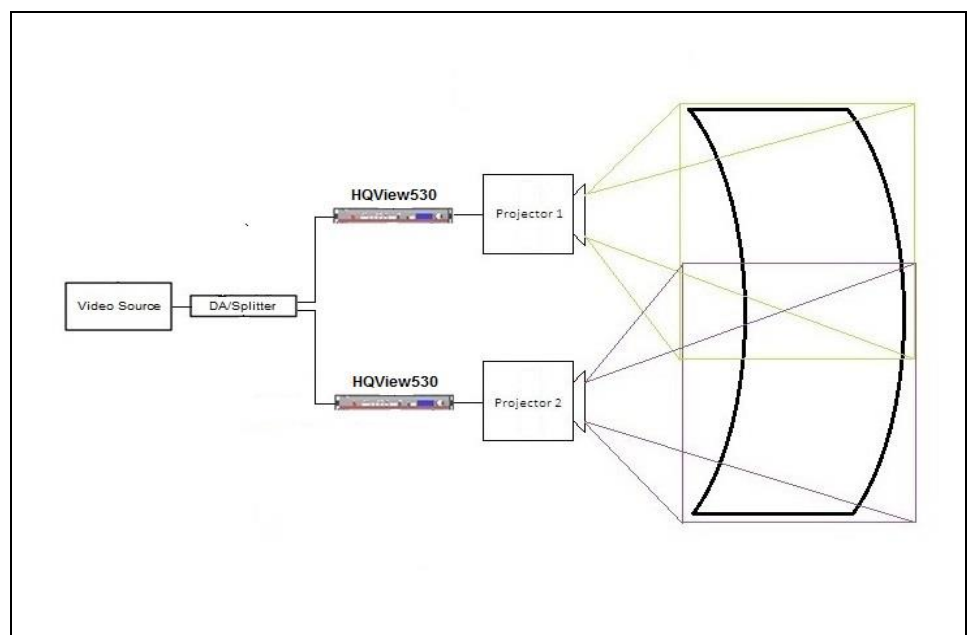 HQView530
Projector 1
Video Source
DA/Splitter
HQView530
Projector 2